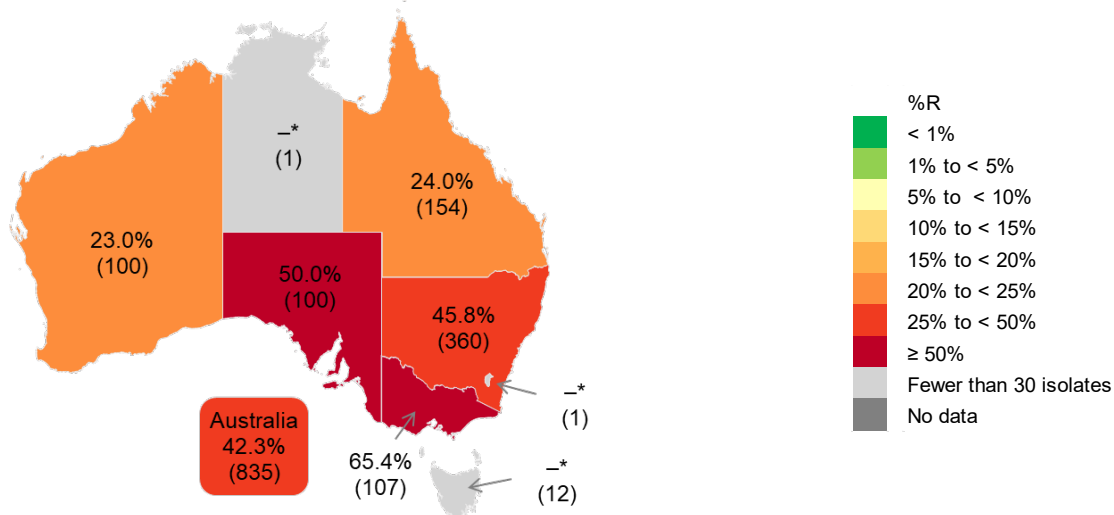 –*
(1)
24.0%
(154)
23.0%
(100)
50.0%
(100)
45.8%
(360)
–*
(1)
Australia
42.3%
(835)
65.4%
(107)
–*
(12)
%R
< 1%
1% to < 5%
5% to < 10%
10% to < 15%
15% to < 20%
20% to < 25%
25% to < 50%
≥ 50%
Fewer than 30 isolates
No data